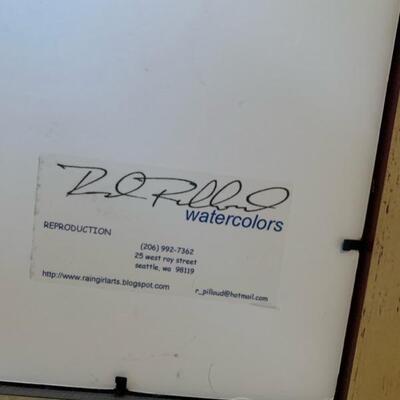 watercolors
REPRODUCTION
(206) 992-7362
25 west roy street
seattle, wa 98119
http://www.raingirlarts.blogspot.com
r_pilloud@hotmail.com